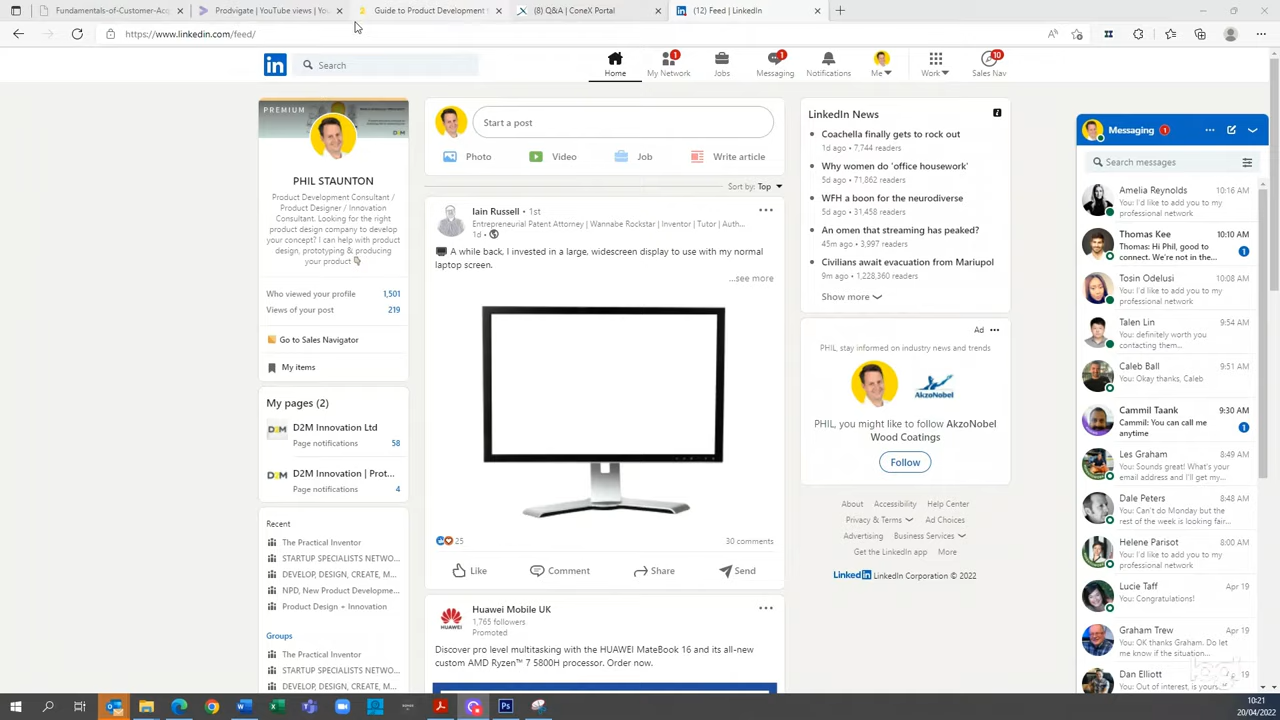 Fundamentals-of-Customer-Acq
Prodvigate | YouTube views | You
Guide to Product Development
(8) Q&A | ConeX Portal
(12) Feed | LinkedIn
https://www.linkedin.com/feed/
Search
Home
My Network
1
Jobs
Messaging
1
Notifications
Me
Work
Sales Nav
10
PREMIUM
D2M
PHIL STAUNTON
Product Development Consultant /
Product Designer / Innovation
Consultant. Looking for the right
product design company to develop
your concept? I can help with product
design, prototyping & producing
your product
Who viewed your profile 1,501
Views of your post 219
Go to Sales Navigator
My items
My pages (2)
D2M Innovation Ltd
Page notifications 58
D2M Innovation | Prot...
Page notifications 4
Recent
The Practical Inventor
STARTUP SPECIALISTS NETWO...
DEVELOP, DESIGN, CREATE, M...
NPD, New Product Developme...
Product Design + Innovation
Groups
The Practical Inventor
STARTUP SPECIALISTS NETWO...
DEVELOP, DESIGN, CREATE, M...
Start a post
Photo
Video
Job
Write article
Sort by: Top
Iain Russell • 1st
Entrepreneurial Patent Attorney | Wannabe Rockstar | Inventor | Tutor | Auth...
1d •
A while back, I invested in a large, widescreen display to use with my normal
laptop screen.
...see more
25
30 comments
Like
Comment
Share
Send
Huawei Mobile UK
1,765 followers
Promoted
Discover pro level multitasking with the HUAWEI MateBook 16 and its all-new
custom AMD Ryzen™ 7 5800H processor. Order now.
LinkedIn News
Coachella finally gets to rock out
1d ago • 7,744 readers
Why women do 'office housework'
5d ago • 71,862 readers
WFH a boon for the neurodiverse
5d ago • 31,458 readers
An omen that streaming has peaked?
45m ago • 3,997 readers
Civilians await evacuation from Mariupol
9m ago • 1,228,360 readers
Show more
Ad
PHIL, stay informed on industry news and trends
AkzoNobel
PHIL, you might like to follow AkzoNobel
Wood Coatings
Follow
About Accessibility Help Center
Privacy & Terms Ad Choices
Advertising Business Services
Get the LinkedIn app More
LinkedIn LinkedIn Corporation © 2022
Messaging 1
Search messages
Amelia Reynolds 10:16 AM
You: I'd like to add you to my
professional network
Thomas Kee 10:10 AM
Thomas: Hi Phil, good to
connect. We're not in the...
1
Tosin Odelusi 10:08 AM
You: I'd like to add you to my
professional network
Talen Lin 9:54 AM
You: definitely worth you
contacting them...
Caleb Ball 9:51 AM
You: Okay thanks, Caleb
Cammil Taank 9:30 AM
Cammil: You can call me
anytime
1
Les Graham 8:49 AM
You: Sounds great! What's your
email address and I'll get my...
Dale Peters 8:48 AM
You: Can't do Monday but the
rest of the week is looking fair...
Helene Parisot 8:00 AM
You: I'd like to add you to my
professional network
Lucie Taff Apr 19
You: Congratulations!
Graham Trew Apr 19
You: OK thanks Graham. Do let
me know if the situation...
Dan Elliott Apr 19
You: Out of interest, is yours...
10:21
20/04/2022